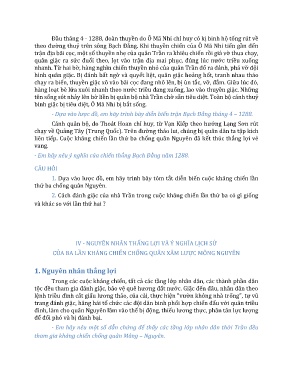 Đầu tháng 4 - 1288, đoàn thuyền do Ô Mã Nhi chỉ huy có kị binh hộ tống rút về
theo đường thuỷ trên sông Bạch Đằng. Khi thuyền chiến của Ô Mã Nhi tiến gần đến
trận địa bãi cọc, một số thuyền nhẹ của quân Trần ra khiêu chiến rồi giả vờ thua chạy,
quân giặc ra sức đuổi theo, lọt vào trận địa mai phục, đúng lúc nước triều xuống
nhanh. Từ hai bờ, hàng nghìn chiến thuyền nhỏ của quân Trần đổ ra đánh, phá vỡ đội
hình quân giặc. Bị đánh bất ngờ và quyết liệt, quân giặc hoảng hốt, tranh nhau tháo
chạy ra biển, thuyền giặc xô vào bãi cọc đang nhô lên, bị ùn tắc, vỡ, đắm. Giữa lúc đó,
hàng loạt bè lửa xuôi nhanh theo nước triều đang xuống, lao vào thuyền giặc. Những
tên sống sót nhảy lên bờ liền bị quân bộ nhà Trần chờ sẵn tiêu diệt. Toàn bộ cánh thuỷ
binh giặc bị tiêu diệt, Ô Mã Nhi bị bắt sống.
- Dựa vào lược đồ, em hãy trình bày diễn biến trận Bạch Đằng tháng 4 – 1288.
Cánh quân bộ, do Thoát Hoan chỉ huy, từ Vạn Kiếp theo hướng Lạng Sơn rút
chạy về Quảng Tây (Trung Quốc). Trên đường tháo lui, chúng bị quân dân ta tập kích
liên tiếp. Cuộc kháng chiến lần thứ ba chống quân Nguyên đã kết thúc thắng lợi vẻ
vang.
- Em hãy nêu ý nghĩa của chiến thắng Bạch Đằng năm 1288.
CÂU HỎI
1. Dựa vào lược đồ, em hãy trình bày tóm tắt diễn biến cuộc kháng chiến lần
thứ ba chống quân Nguyên.
2. Cách đánh giặc của nhà Trần trong cuộc kháng chiến lần thứ ba có gì giống
và khác so với lần thứ hai ?
IV - NGUYÊN NHÂN THẮNG LỢI VÀ Ý NGHĨA LỊCH SỬ
CỦA BA LẦN KHÁNG CHIẾN CHỐNG QUÂN XÂM LƯỢC MÔNG NGUYÊN
1. Nguyên nhân thắng lợi
Trong các cuộc kháng chiến, tất cả các tầng lớp nhân dân, các thành phần dân
tộc đều tham gia đánh giặc, bảo vệ quê hương đất nước. Giặc đến đâu, nhân dân theo
lệnh triều đình cất giấu lương thảo, của cải, thực hiện "vườn không nhà trống", tự vũ
trang đánh giặc, hăng hái tổ chức các đội dân binh phối hợp chiến đấu với quân triều
đình, làm cho quân Nguyên lâm vào thế bị động, thiếu lương thực, phân tán lực lượng
để đối phó và bị đánh bại.
- Em hãy nêu một số dẫn chứng để thấy các tầng lớp nhân dân thời Trần đều
tham gia kháng chiến chống quân Mông – Nguyên.